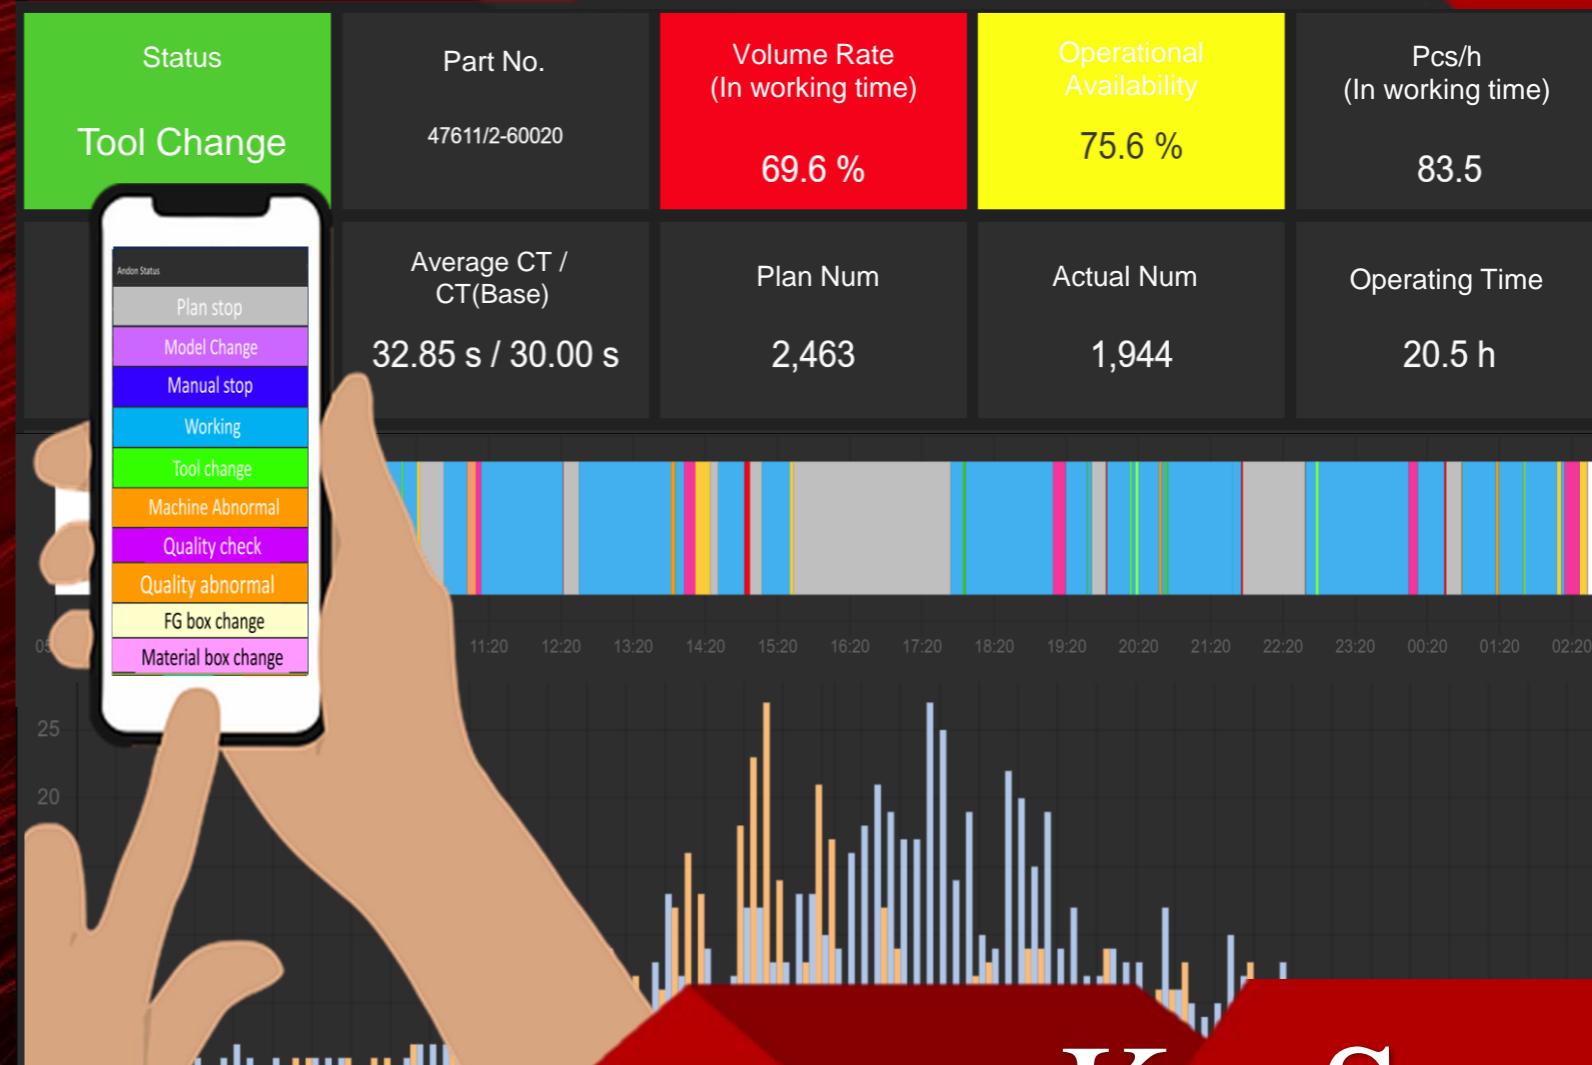 Status
Tool Change
Part No.
47611/2-60020
Volume Rate
(In working time)
69.6 %
Operational
Availability
75.6 %
Pcs/h
(In working time)
83.5
Average CT /
CT(Base)
32.85 s / 30.00 s
Plan Num
2,463
Actual Num
1,944
Operating Time
20.5 h
Andon Status
Plan stop
Model Change
Manual stop
Working
Tool change
Machine Abnormal
Quality check
Quality abnormal
FG box change
Material box change
11:20 12:20 13:20 14:20 15:20 16:20 17:20 18:20 19:20 20:20 21:20 22:20 23:20 00:20 01:20 02:20
25
20